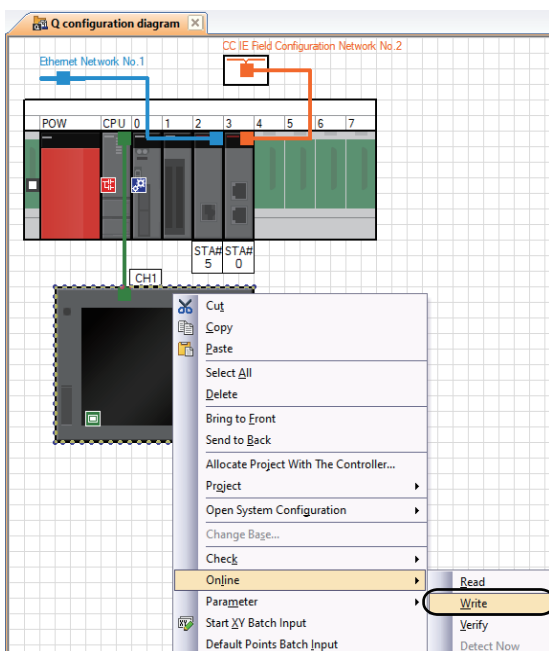 Q configuration diagram
CC IE Field Configuration Network No.2
Ethernet Network No.1
POW CPU 0 1 2 3 4 5 6 7
STA# STA#
5 0
CH1
Cut
Copy
Paste
Select All
Delete
Bring to Front
Send to Back
Allocate Project With The Controller...
Project
Open System Configuration
Change Base...
Check
Online
Parameter
Start XY Batch Input
Default Points Batch Input
Read
Write
Verify
Detect Now